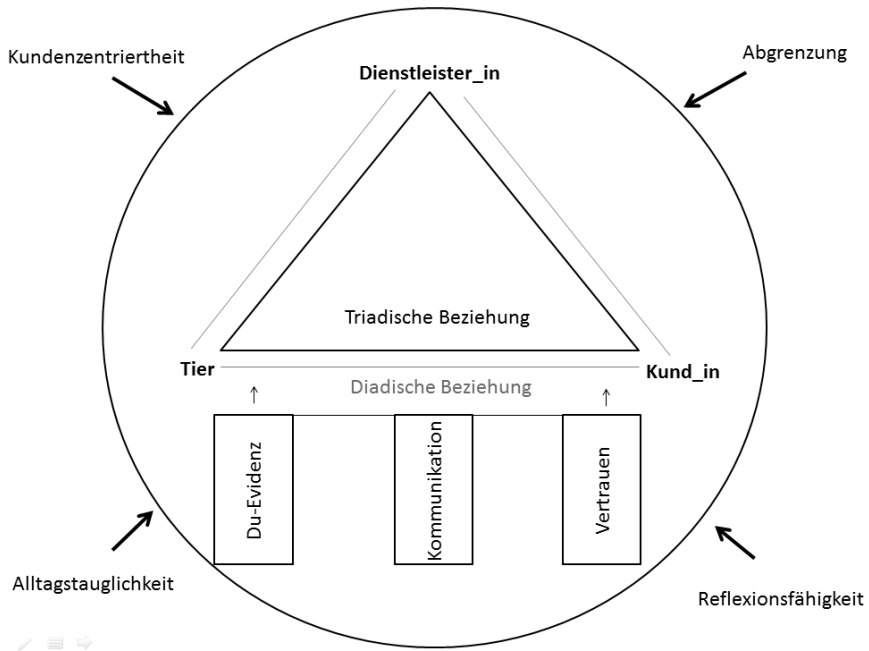 Kundenzentriertheit
Abgrenzung
Dienstleister_in
Triadische Beziehung
Tier
Kund_in
Diadische Beziehung
Du-Evidenz
Kommunikation
Vertrauen
Alltagstauglichkeit
Reflexionsfähigkeit